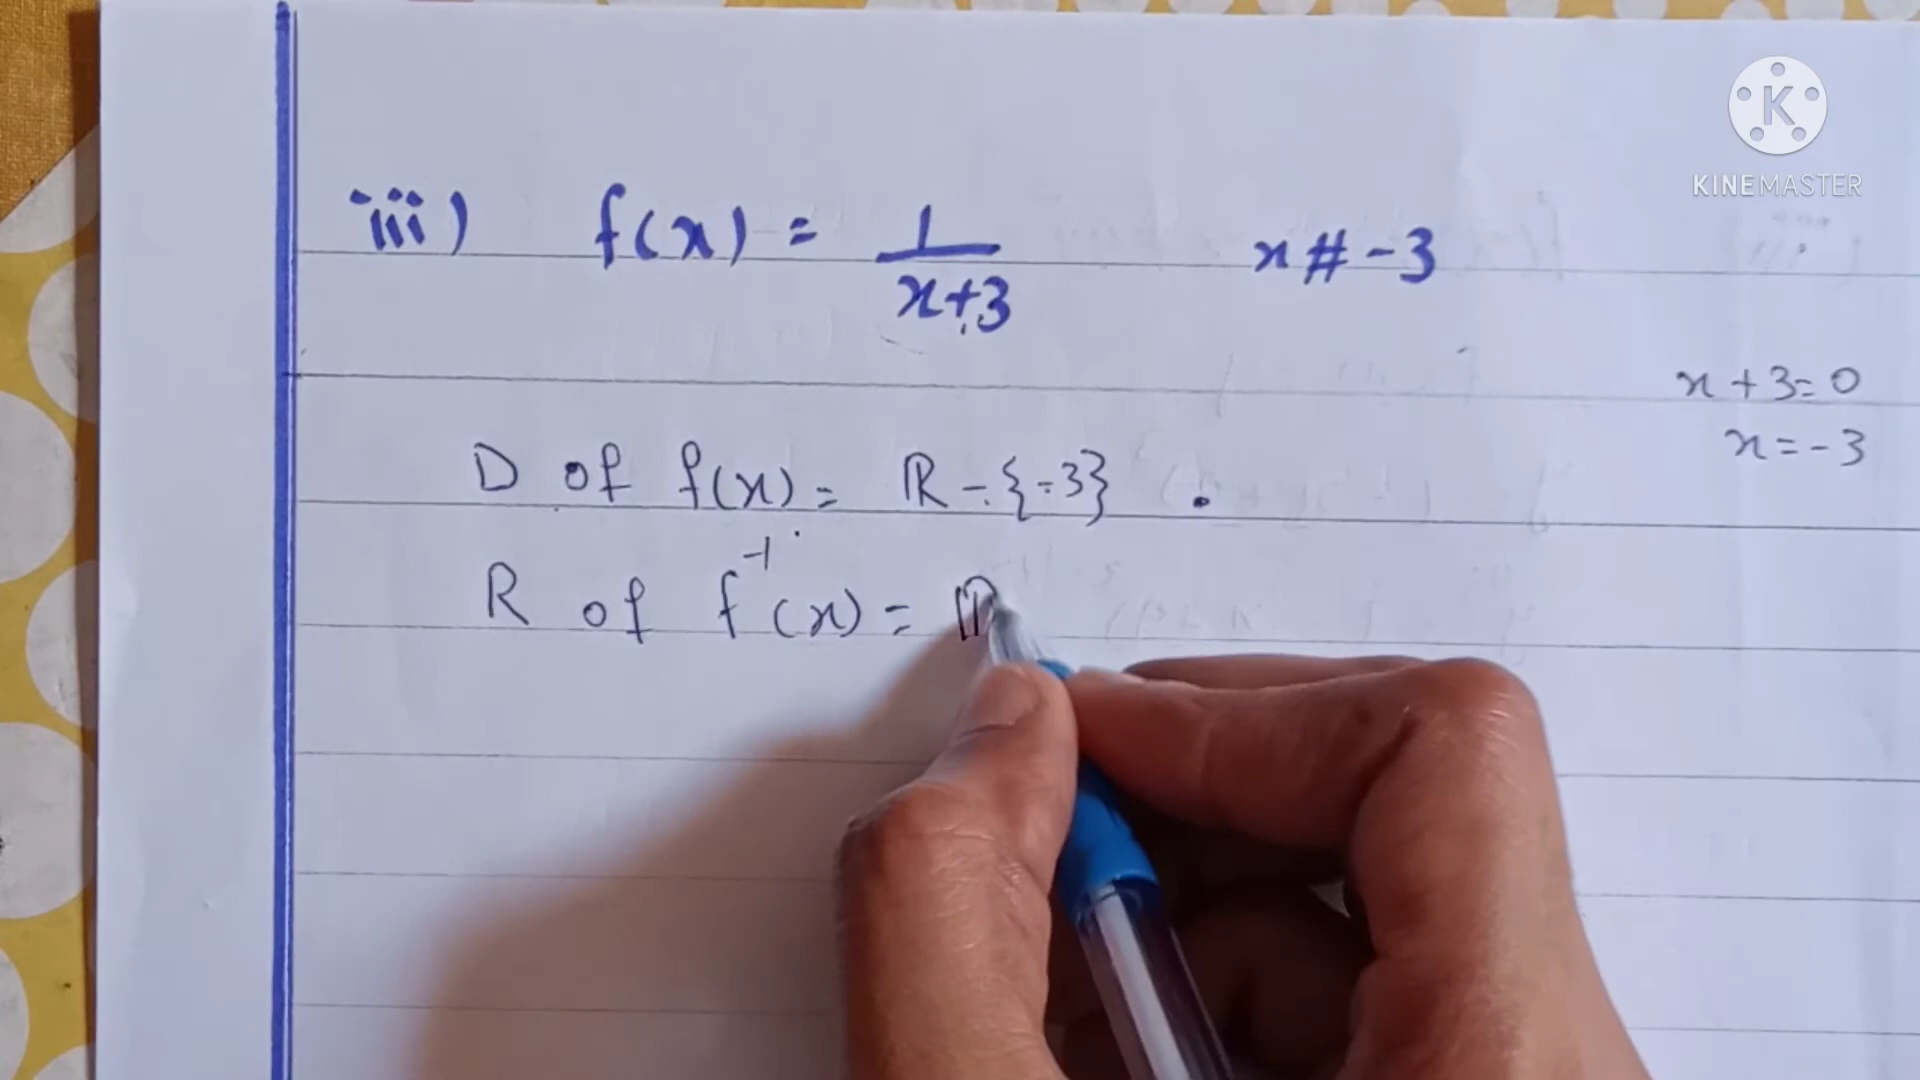 K
KINEMASTER
iii) f(x) = 1/(x+3) x ≠ -3
x+3=0
x=-3
D of f(x) = ℝ - {-3} .
R of f⁻¹(x) = ℝ